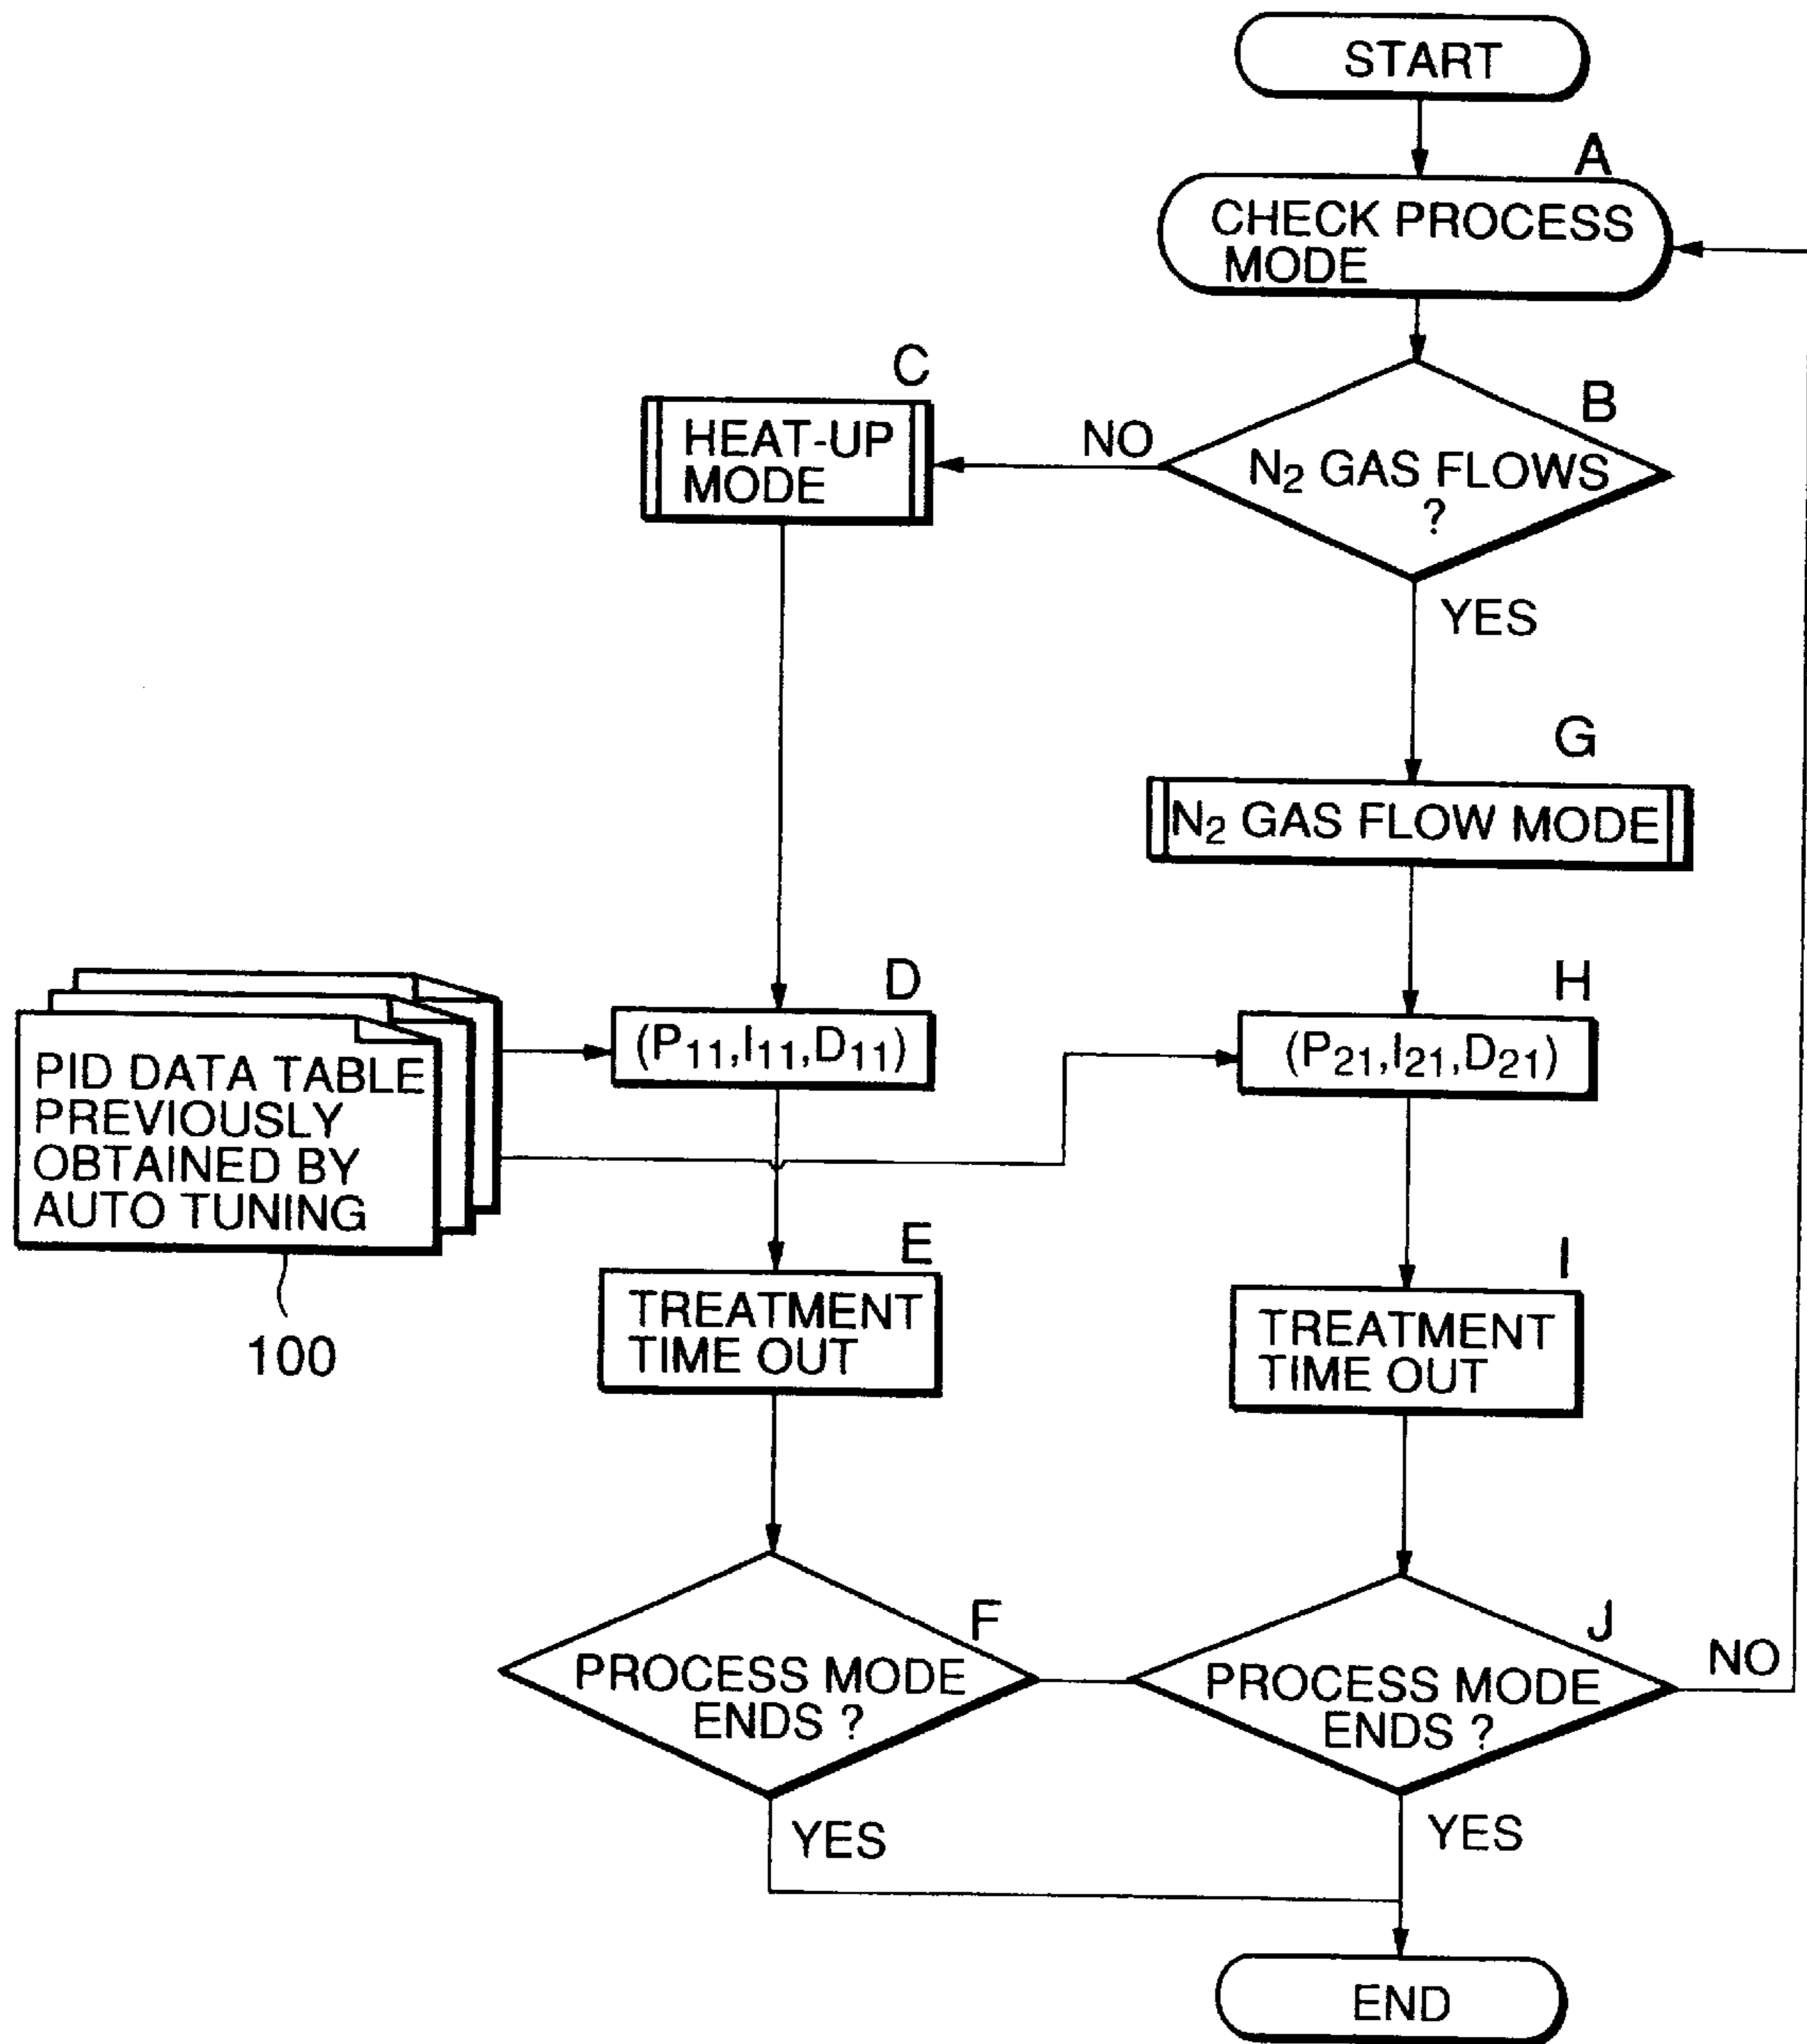 START
A
CHECK PROCESS
MODE
C
B
HEAT-UP
MODE
NO
N₂ GAS FLOWS
?
YES
G
N₂ GAS FLOW MODE
D
H
(P₁₁,I₁₁,D₁₁)
(P₂₁,I₂₁,D₂₁)
PID DATA TABLE
PREVIOUSLY
OBTAINED BY
AUTO TUNING
100
E
I
TREATMENT
TIME OUT
TREATMENT
TIME OUT
F
J
PROCESS MODE
ENDS ?
PROCESS MODE
ENDS ?
NO
YES
YES
END